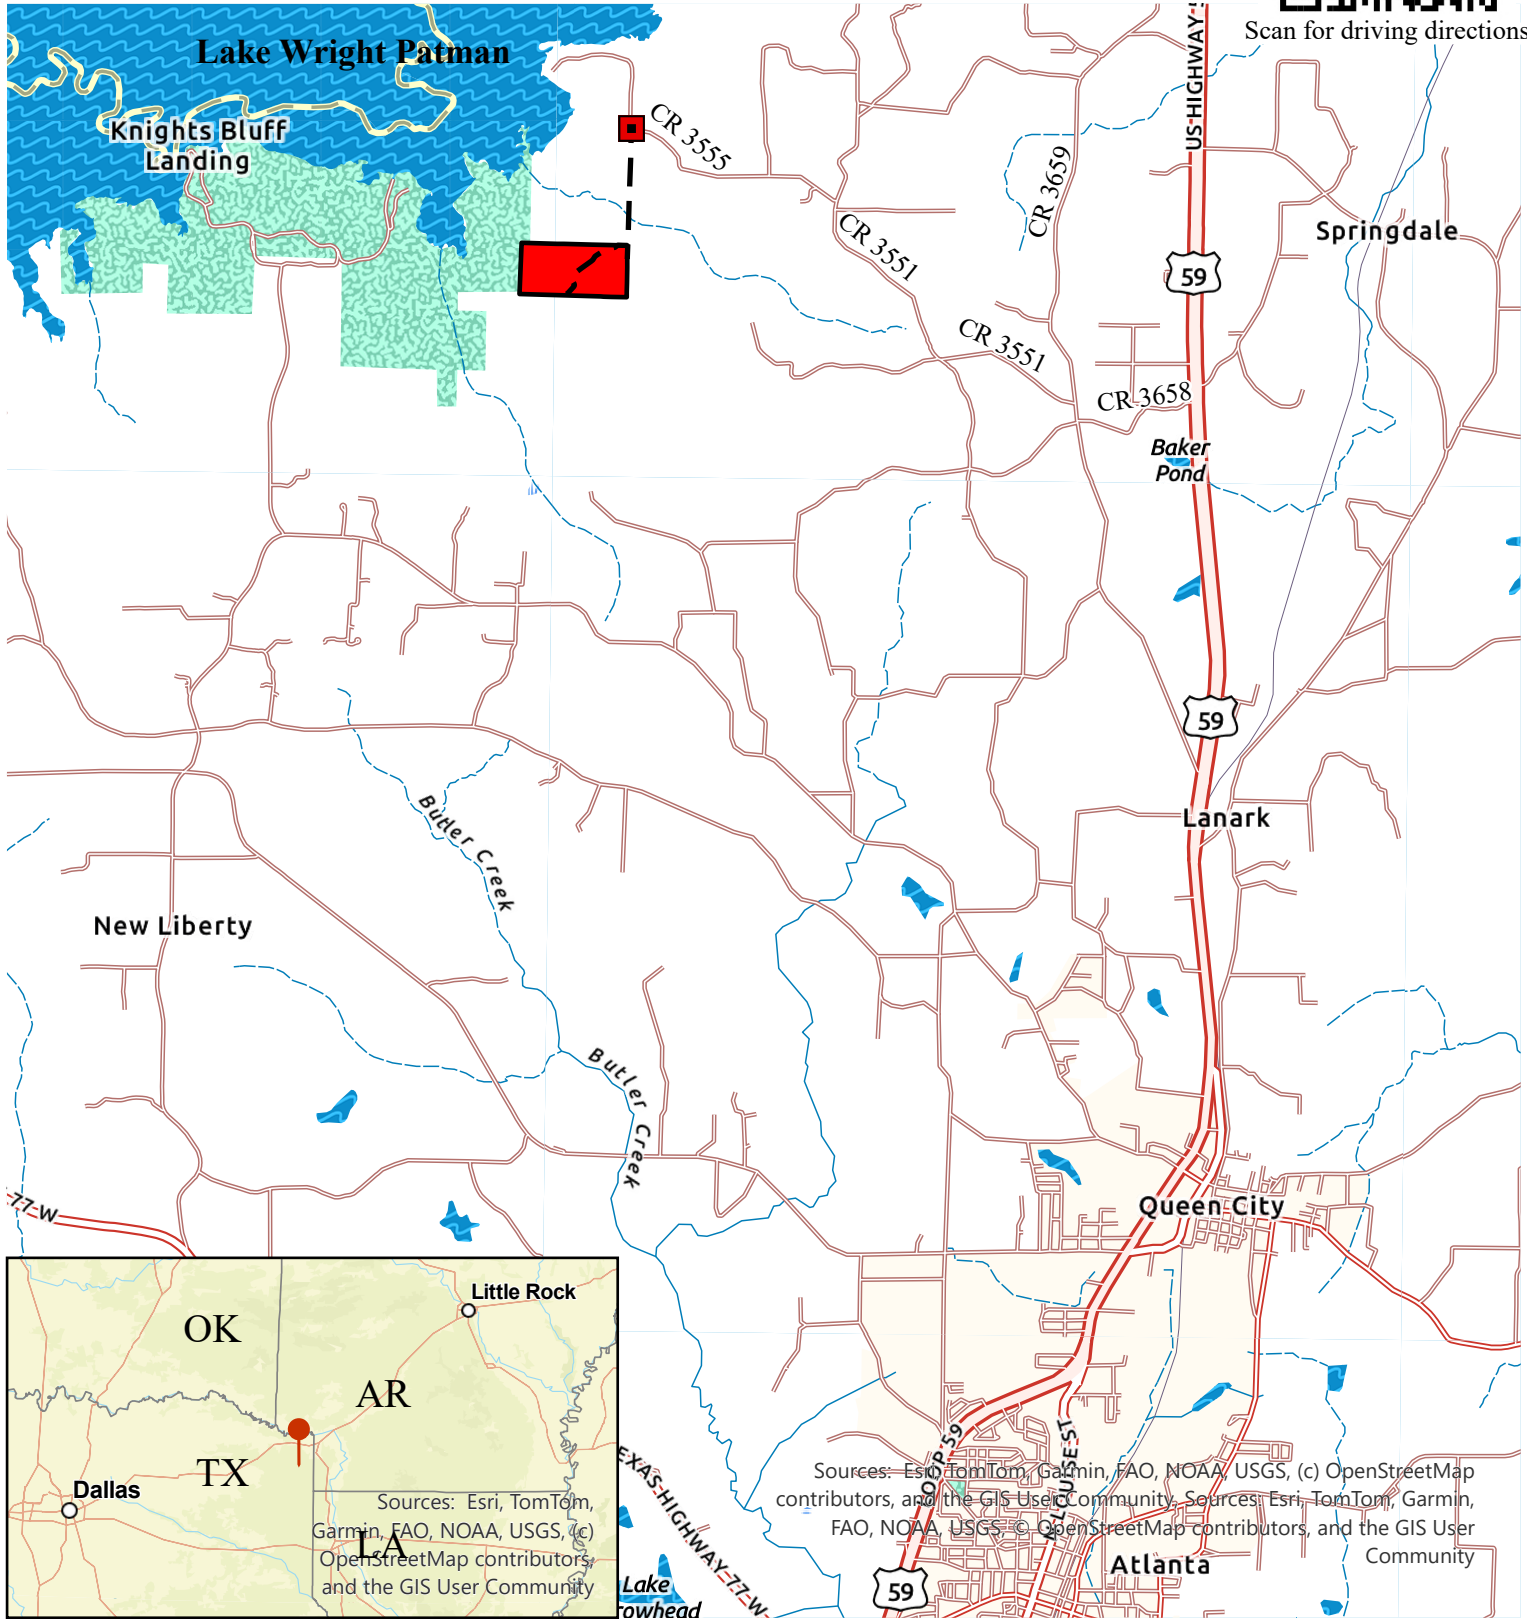 Scan for driving directions
Lake Wright Patman
Knights Bluff
Landing
US HIGHWAY
CR 3555
CR 3659
CR 3551
Springdale
59
CR 3551
CR 3658
Baker
Pond
59
Lanark
Butler Creek
New Liberty
Butler Creek
77-W
Queen City
OK
Little Rock
AR
TX
Dallas
LA
Sources: Esri, TomTom,
Garmin, FAO, NOAA, USGS, (c)
OpenStreetMap contributors,
and the GIS User Community
LOOP 59
N LOUISE ST
EXAS-HIGHWAY-77-W
Sources: Esri, TomTom, Garmin, FAO, NOAA, USGS, (c) OpenStreetMap
contributors, and the GIS User Community, Sources: Esri, TomTom, Garmin,
FAO, NOAA, USGS, © OpenStreetMap contributors, and the GIS User
Community
Atlanta
59
Lake
rowhead